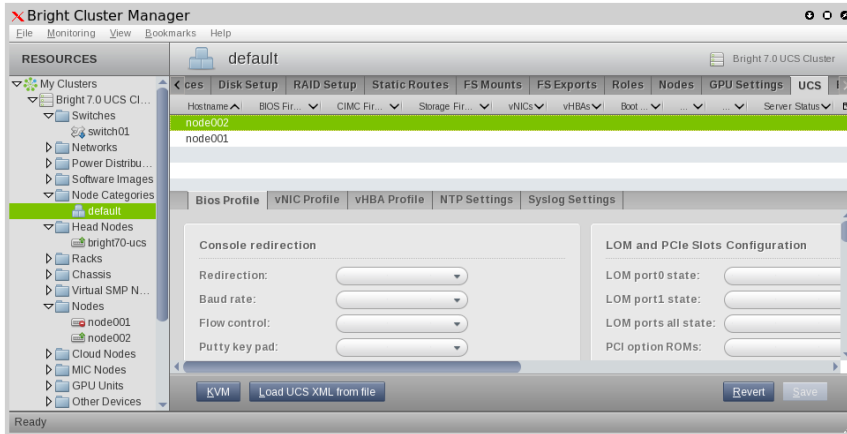 Bright Cluster Manager
File Monitoring View Bookmarks Help
RESOURCES
default
Bright 7.0 UCS Cluster
My Clusters
Bright 7.0 UCS Cl...
Switches
switch01
Networks
Power Distribu...
Software Images
Node Categories
default
Head Nodes
bright70-ucs
Racks
Chassis
Virtual SMP N...
Nodes
node001
node002
Cloud Nodes
MIC Nodes
GPU Units
Other Devices
ces Disk Setup RAID Setup Static Routes FS Mounts FS Exports Roles Nodes GPU Settings UCS
Hostname BIOS Fir... CIMC Fir... Storage Fir... vNICs vHBAs Boot ... ... ... Server Status
node002
node001
Bios Profile vNIC Profile vHBA Profile NTP Settings Syslog Settings
Console redirection
Redirection:
Baud rate:
Flow control:
Putty key pad:
LOM and PCIe Slots Configuration
LOM port0 state:
LOM port1 state:
LOM ports all state:
PCI option ROMs:
KVM Load UCS XML from file Revert Save
Ready